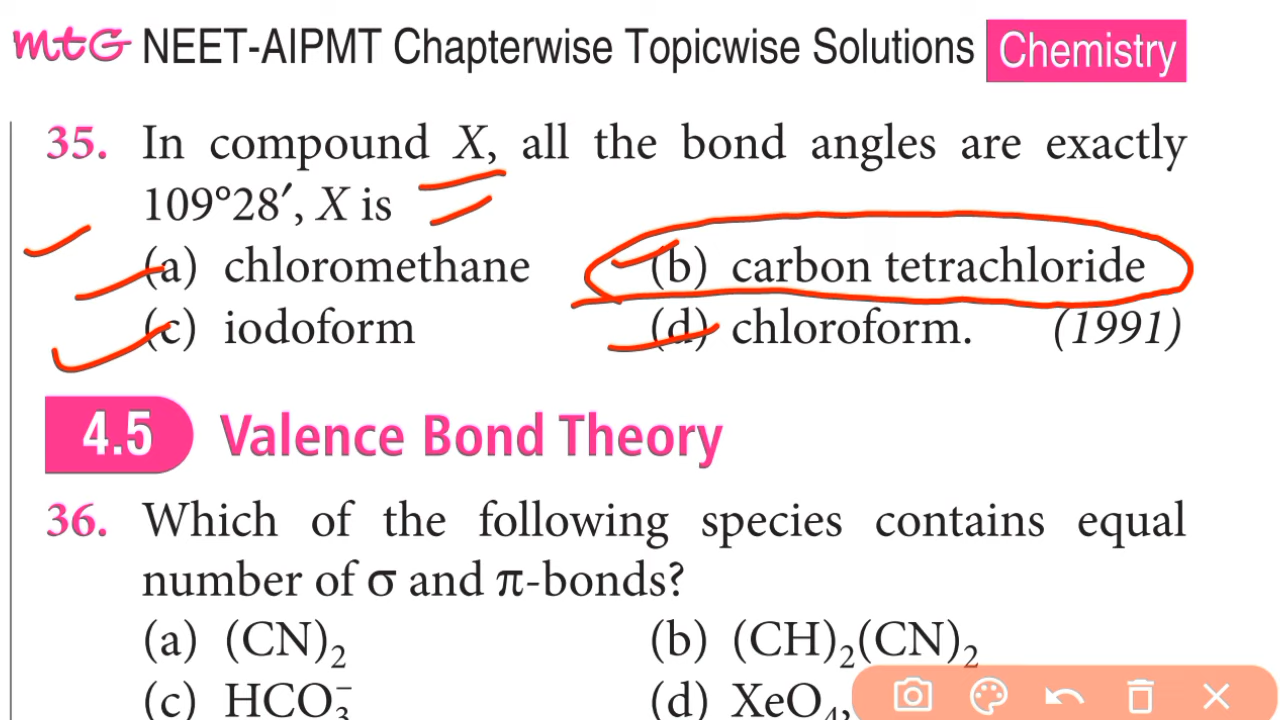 mtG NEET-AIPMT Chapterwise Topicwise Solutions Chemistry
35. In compound X, all the bond angles are exactly
109°28′, X is
(a) chloromethane (b) carbon tetrachloride
(c) iodoform (d) chloroform. (1991)
4.5 Valence Bond Theory
36. Which of the following species contains equal
number of σ and π-bonds?
(a) (CN)₂ (b) (CH)₂(CN)₂
(c) HCO₃⁻ (d) XeO₄,